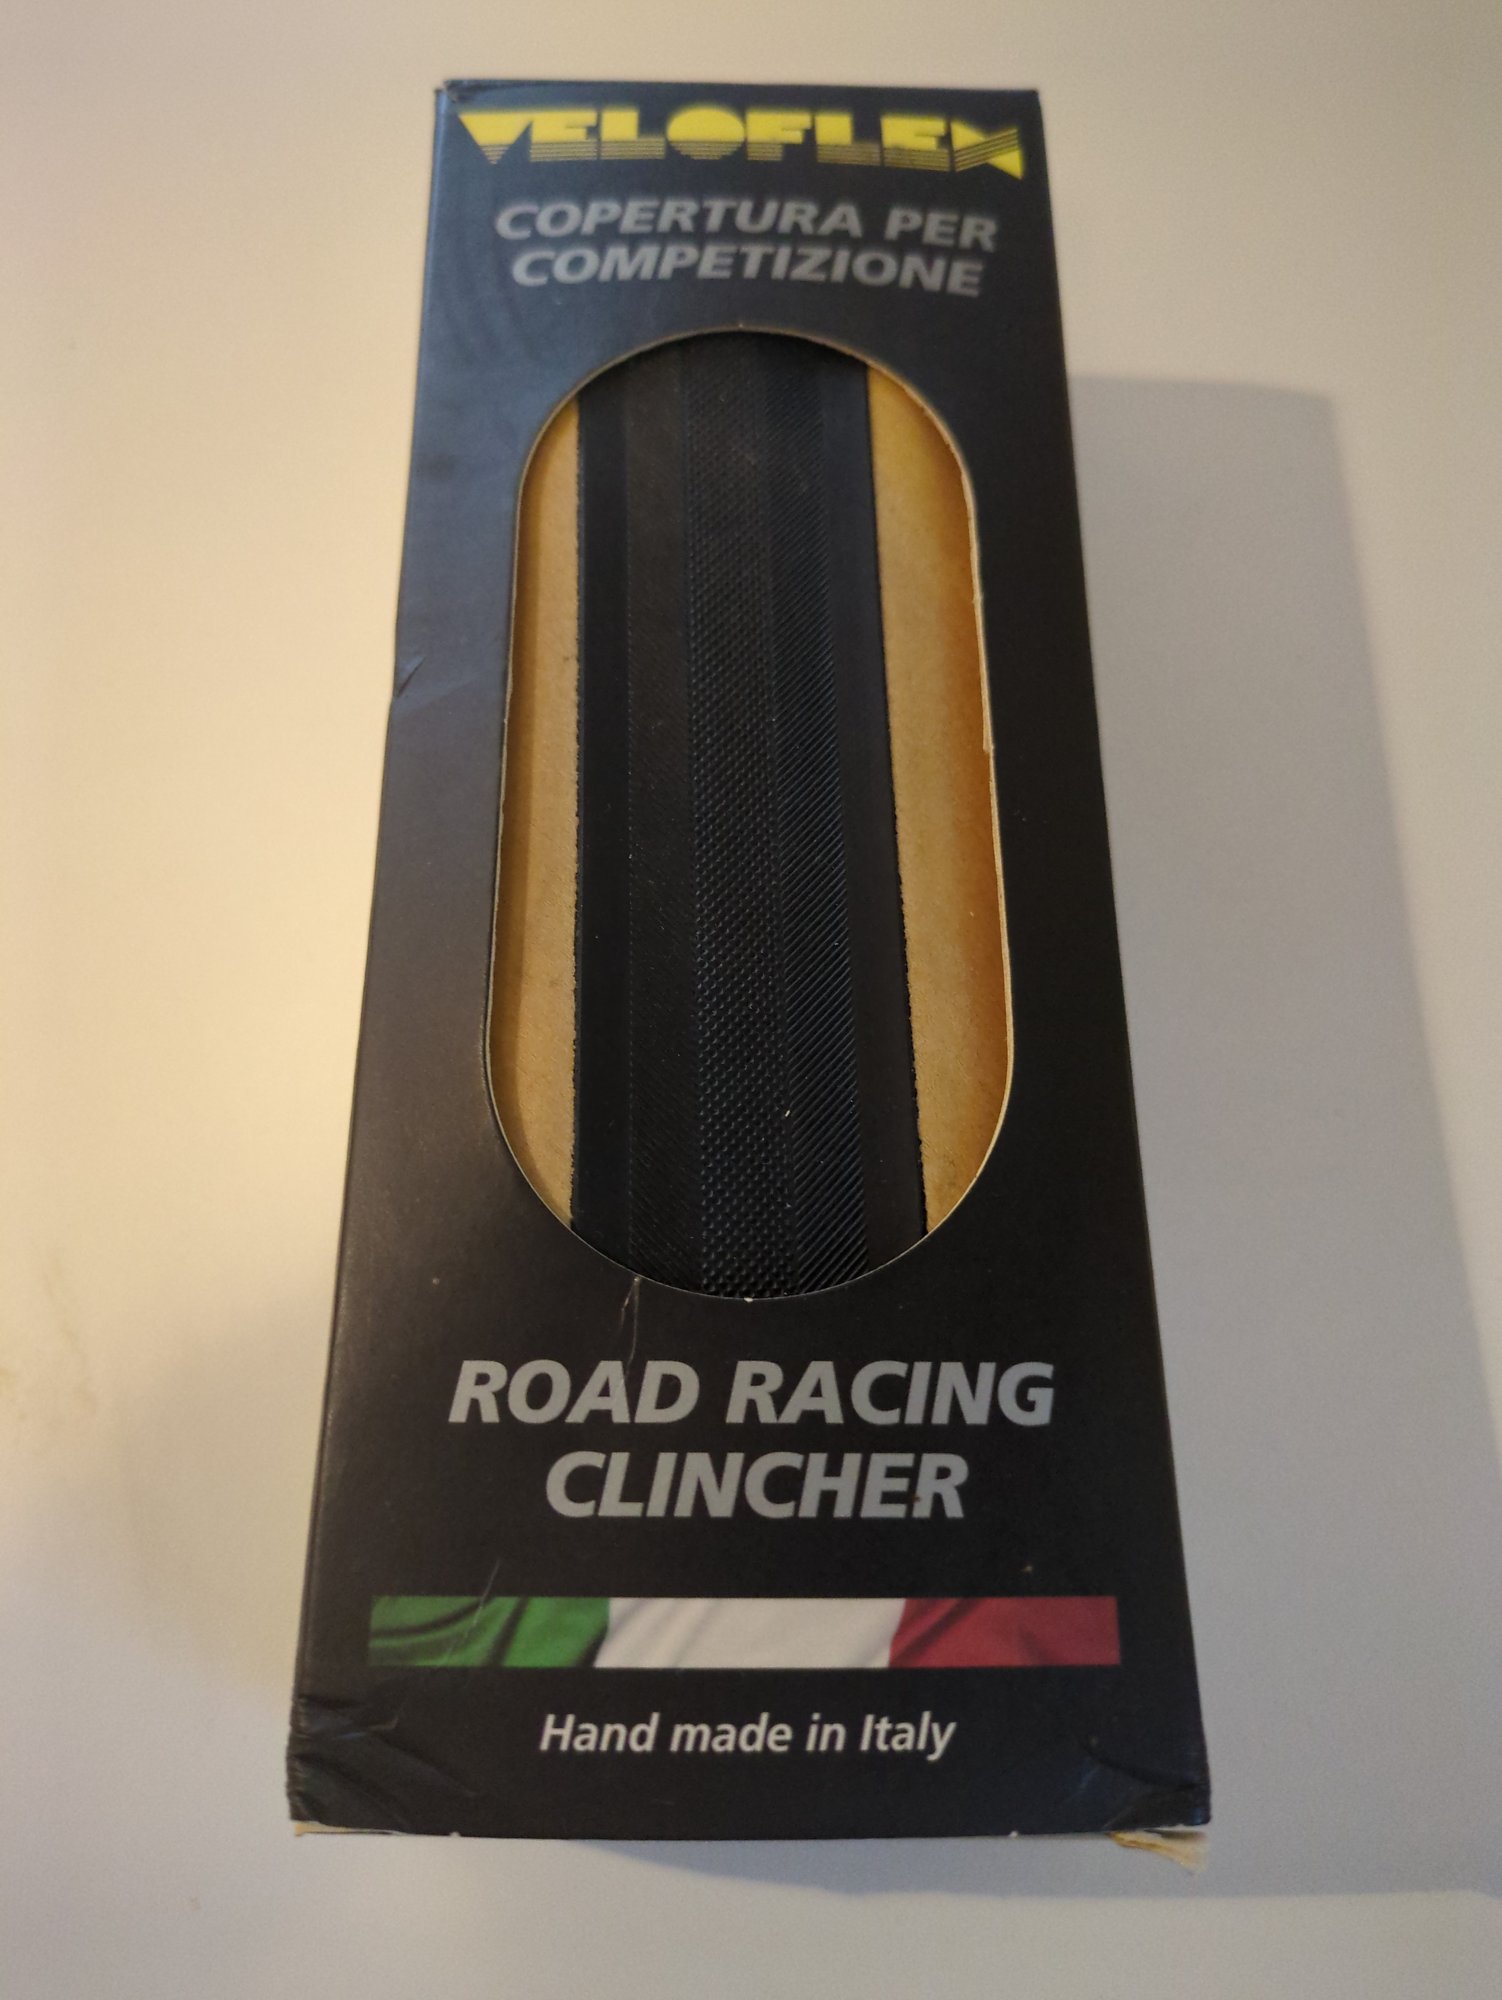 VELOFLEX
COPERTURA PER
COMPETIZIONE
ROAD RACING
CLINCHER
Hand made in Italy